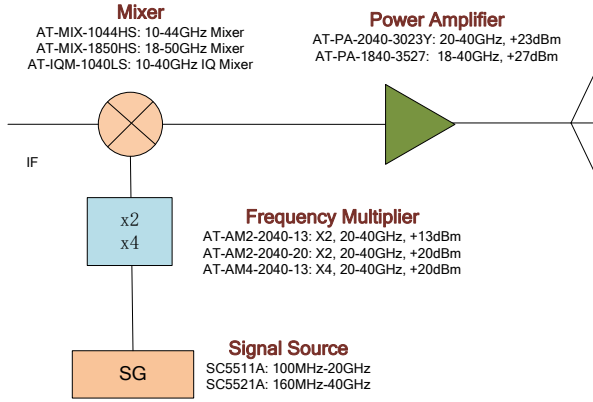 Mixer
AT-MIX-1044HS: 10-44GHz Mixer
AT-MIX-1850HS: 18-50GHz Mixer
AT-IQM-1040LS: 10-40GHz IQ Mixer
Power Amplifier
AT-PA-2040-3023Y: 20-40GHz, +23dBm
AT-PA-1840-3527: 18-40GHz, +27dBm
IF
x2
x4
Frequency Multiplier
AT-AM2-2040-13: X2, 20-40GHz, +13dBm
AT-AM2-2040-20: X2, 20-40GHz, +20dBm
AT-AM4-2040-13: X4, 20-40GHz, +20dBm
SG
Signal Source
SC5511A: 100MHz-20GHz
SC5521A: 160MHz-40GHz